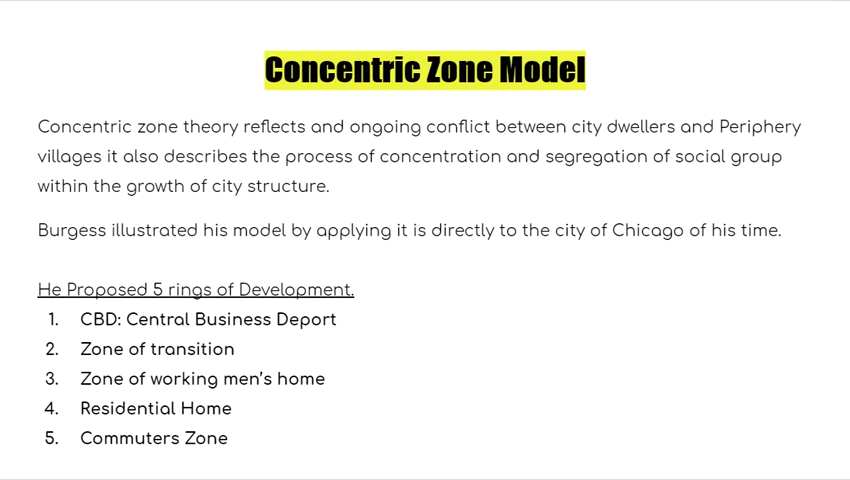 Concentric Zone Model
Concentric zone theory reflects and ongoing conflict between city dwellers and Periphery
villages it also describes the process of concentration and segregation of social group
within the growth of city structure.
Burgess illustrated his model by applying it is directly to the city of Chicago of his time.
He Proposed 5 rings of Development.
1. CBD: Central Business Deport
2. Zone of transition
3. Zone of working men's home
4. Residential Home
5. Commuters Zone